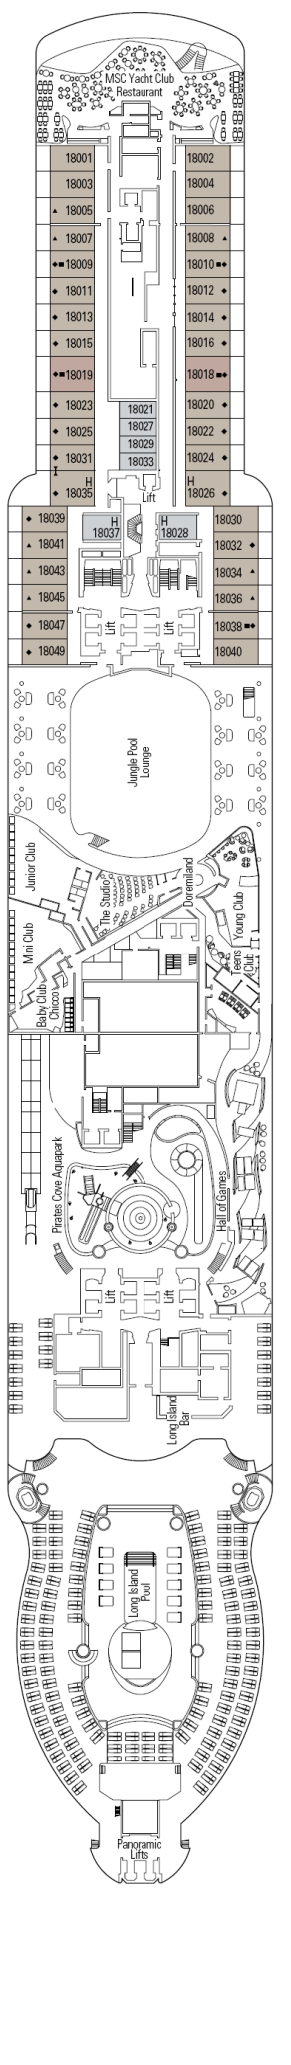 MSC Yacht Club
Restaurant
18001
18002
18003
18004
18005
18006
18007
18008
18009
18010
18011
18012
18013
18014
18015
18016
18019
18018
18023
18021
18020
18025
18027
18022
18031
18029
18024
18033
H
18035
H
18026
Lift
18039
H
18037
H
18028
18030
18041
18032
18043
18034
18045
18036
18047
Lift
Lift
18038
18049
18040
Jungle Pool
Lounge
Junior Club
The Studio
Doremiland
Young Club
Mni Club
Teens
Club
Baby Club
Chicco
Pirates Cove Aquapark
Hall of Games
Lift
Lift
Long Island
Bar
Long Island
Pool
Panoramic
Lifts